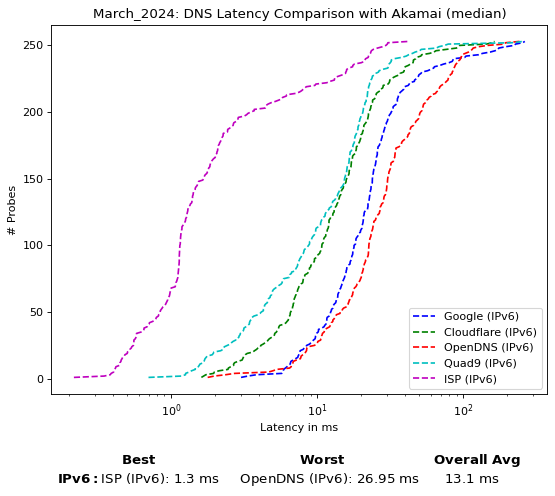 March_2024: DNS Latency Comparison with Akamai (median)
250
200
150
100
50
0
# Probes
10⁰
10¹
10²
Latency in ms
Google (IPv6)
Cloudflare (IPv6)
OpenDNS (IPv6)
Quad9 (IPv6)
ISP (IPv6)
Best Worst Overall Avg
IPv6: ISP (IPv6): 1.3 ms OpenDNS (IPv6): 26.95 ms 13.1 ms